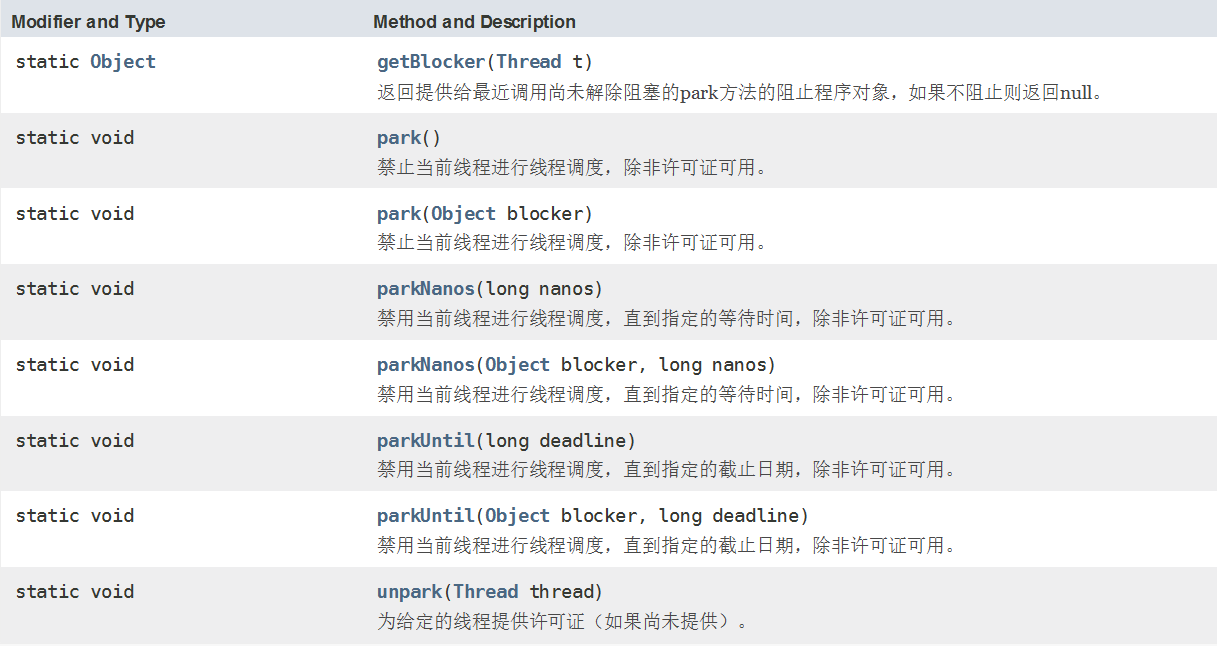 Modifier and Type Method and Description
static Object getBlocker(Thread t)
返回提供给最近调用尚未解除阻塞的park方法的阻止程序对象，如果不阻止则返回null。
static void park()
禁止当前线程进行线程调度，除非许可证可用。
static void park(Object blocker)
禁止当前线程进行线程调度，除非许可证可用。
static void parkNanos(long nanos)
禁用当前线程进行线程调度，直到指定的等待时间，除非许可证可用。
static void parkNanos(Object blocker, long nanos)
禁用当前线程进行线程调度，直到指定的等待时间，除非许可证可用。
static void parkUntil(long deadline)
禁用当前线程进行线程调度，直到指定的截止日期，除非许可证可用。
static void parkUntil(Object blocker, long deadline)
禁用当前线程进行线程调度，直到指定的截止日期，除非许可证可用。
static void unpark(Thread thread)
为给定的线程提供许可证（如果尚未提供）。